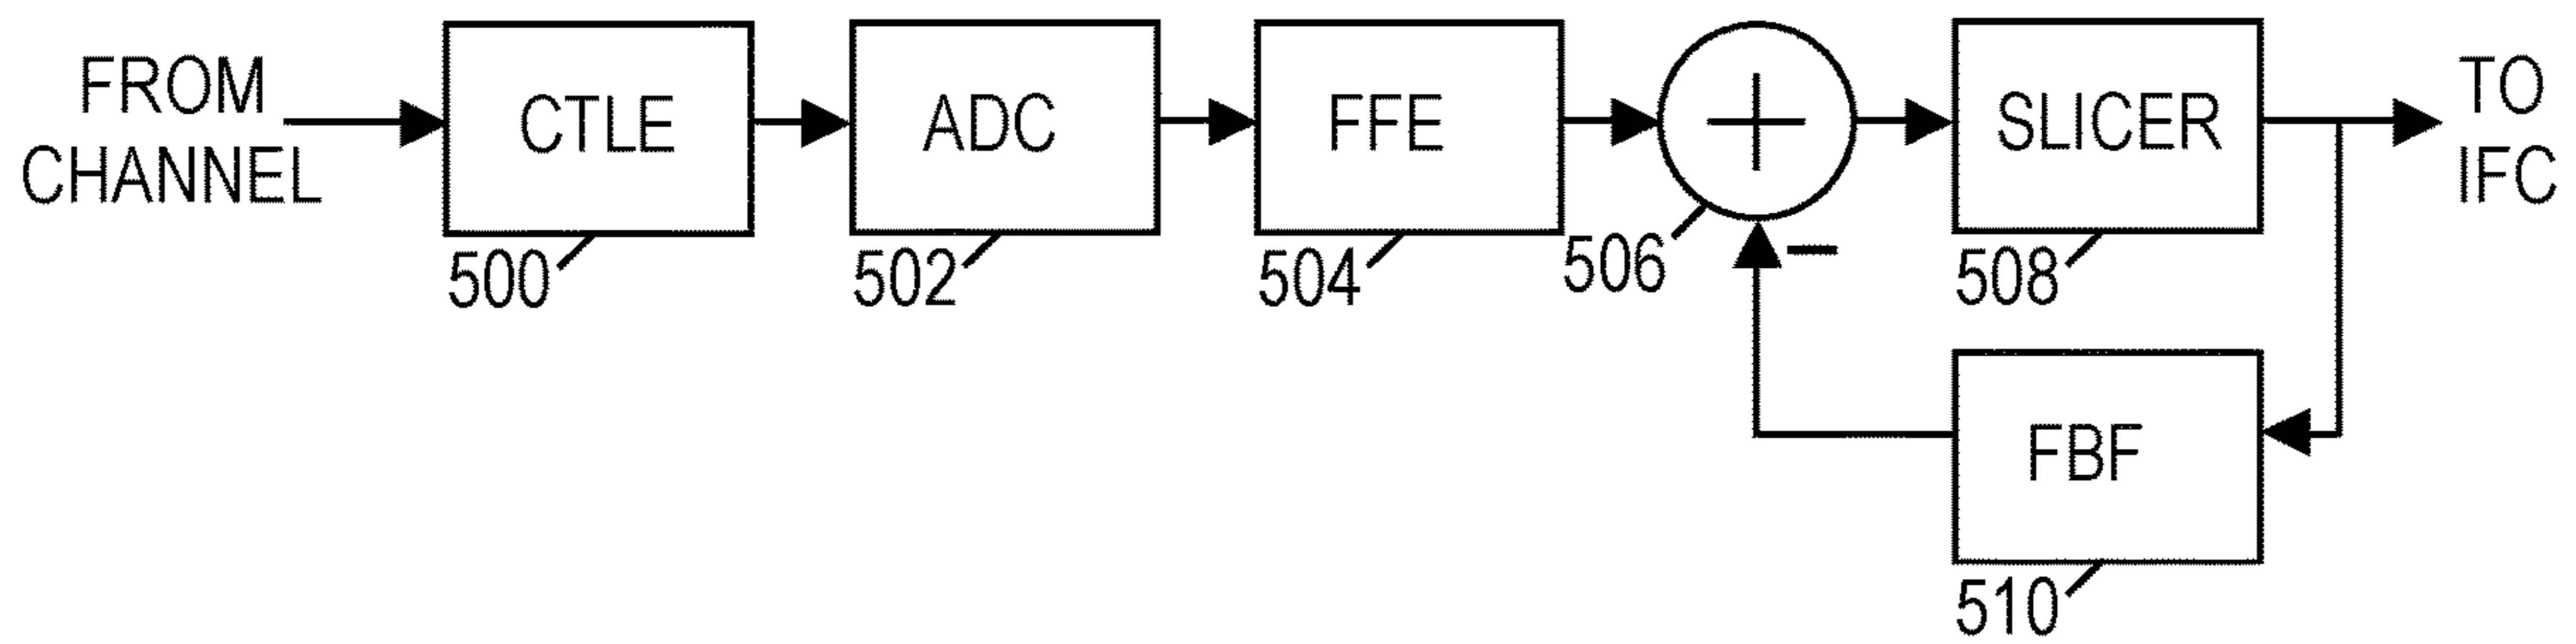 FROM
CHANNEL
CTLE
500
ADC
502
FFE
504
+
506
−
SLICER
508
TO
IFC
FBF
510